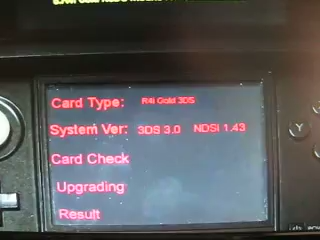 Card Type: R4i Gold 3DS
System Ver: 3DS 3.0 NDSI 1.43
Card Check
Upgrading
Result
Y